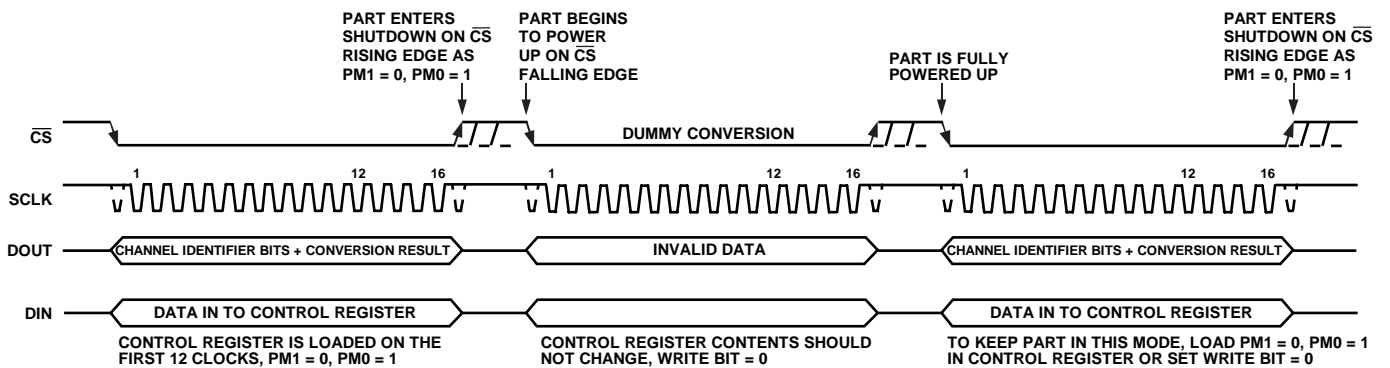 PART ENTERS
SHUTDOWN ON CS
RISING EDGE AS
PM1 = 0, PM0 = 1
PART BEGINS
TO POWER
UP ON CS
FALLING EDGE
PART IS FULLY
POWERED UP
PART ENTERS
SHUTDOWN ON CS
RISING EDGE AS
PM1 = 0, PM0 = 1
CS
DUMMY CONVERSION
SCLK
1 12 16 1 12 16 1 12 16
DOUT
CHANNEL IDENTIFIER BITS + CONVERSION RESULT
INVALID DATA
CHANNEL IDENTIFIER BITS + CONVERSION RESULT
DIN
DATA IN TO CONTROL REGISTER
DATA IN TO CONTROL REGISTER
CONTROL REGISTER IS LOADED ON THE
FIRST 12 CLOCKS, PM1 = 0, PM0 = 1
CONTROL REGISTER CONTENTS SHOULD
NOT CHANGE, WRITE BIT = 0
TO KEEP PART IN THIS MODE, LOAD PM1 = 0, PM0 = 1
IN CONTROL REGISTER OR SET WRITE BIT = 0